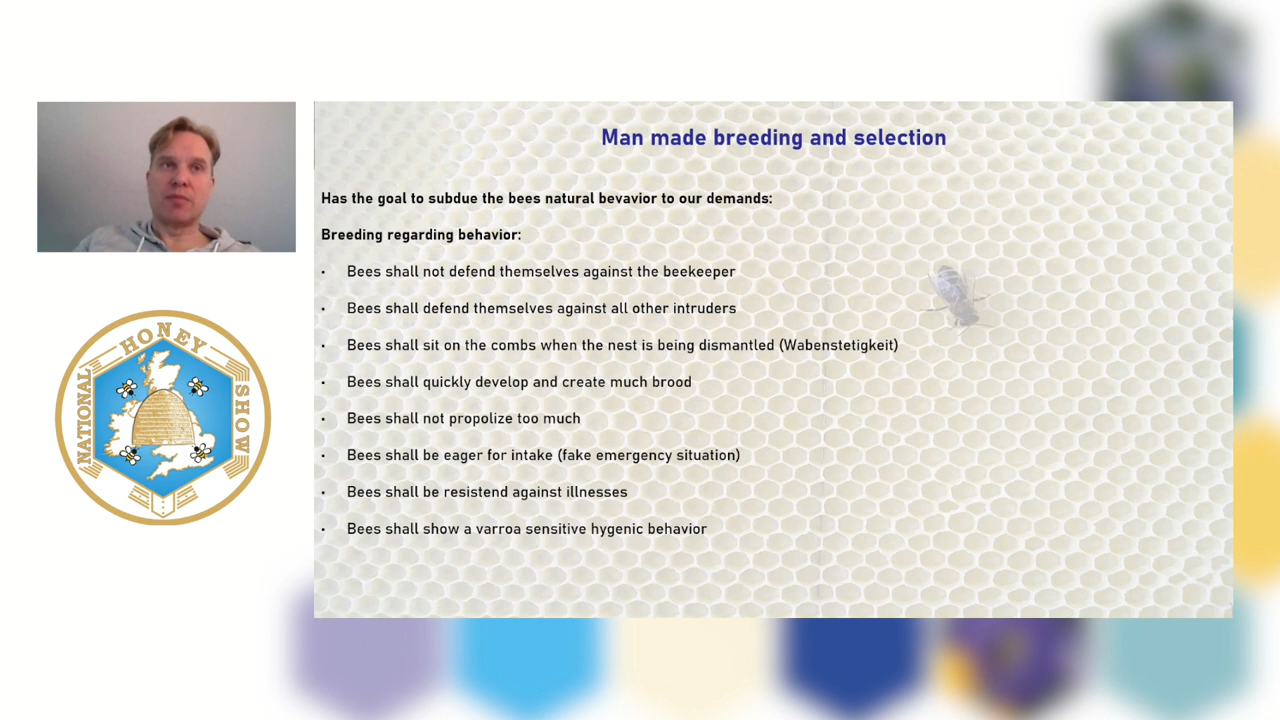 Man made breeding and selection
Has the goal to subdue the bees natural bevavior to our demands:
Breeding regarding behavior:
· Bees shall not defend themselves against the beekeeper
· Bees shall defend themselves against all other intruders
· Bees shall sit on the combs when the nest is being dismantled (Wabenstetigkeit)
· Bees shall quickly develop and create much brood
· Bees shall not propolize too much
· Bees shall be eager for intake (fake emergency situation)
· Bees shall be resistend against illnesses
· Bees shall show a varroa sensitive hygenic behavior
NATIONAL HONEY SHOW